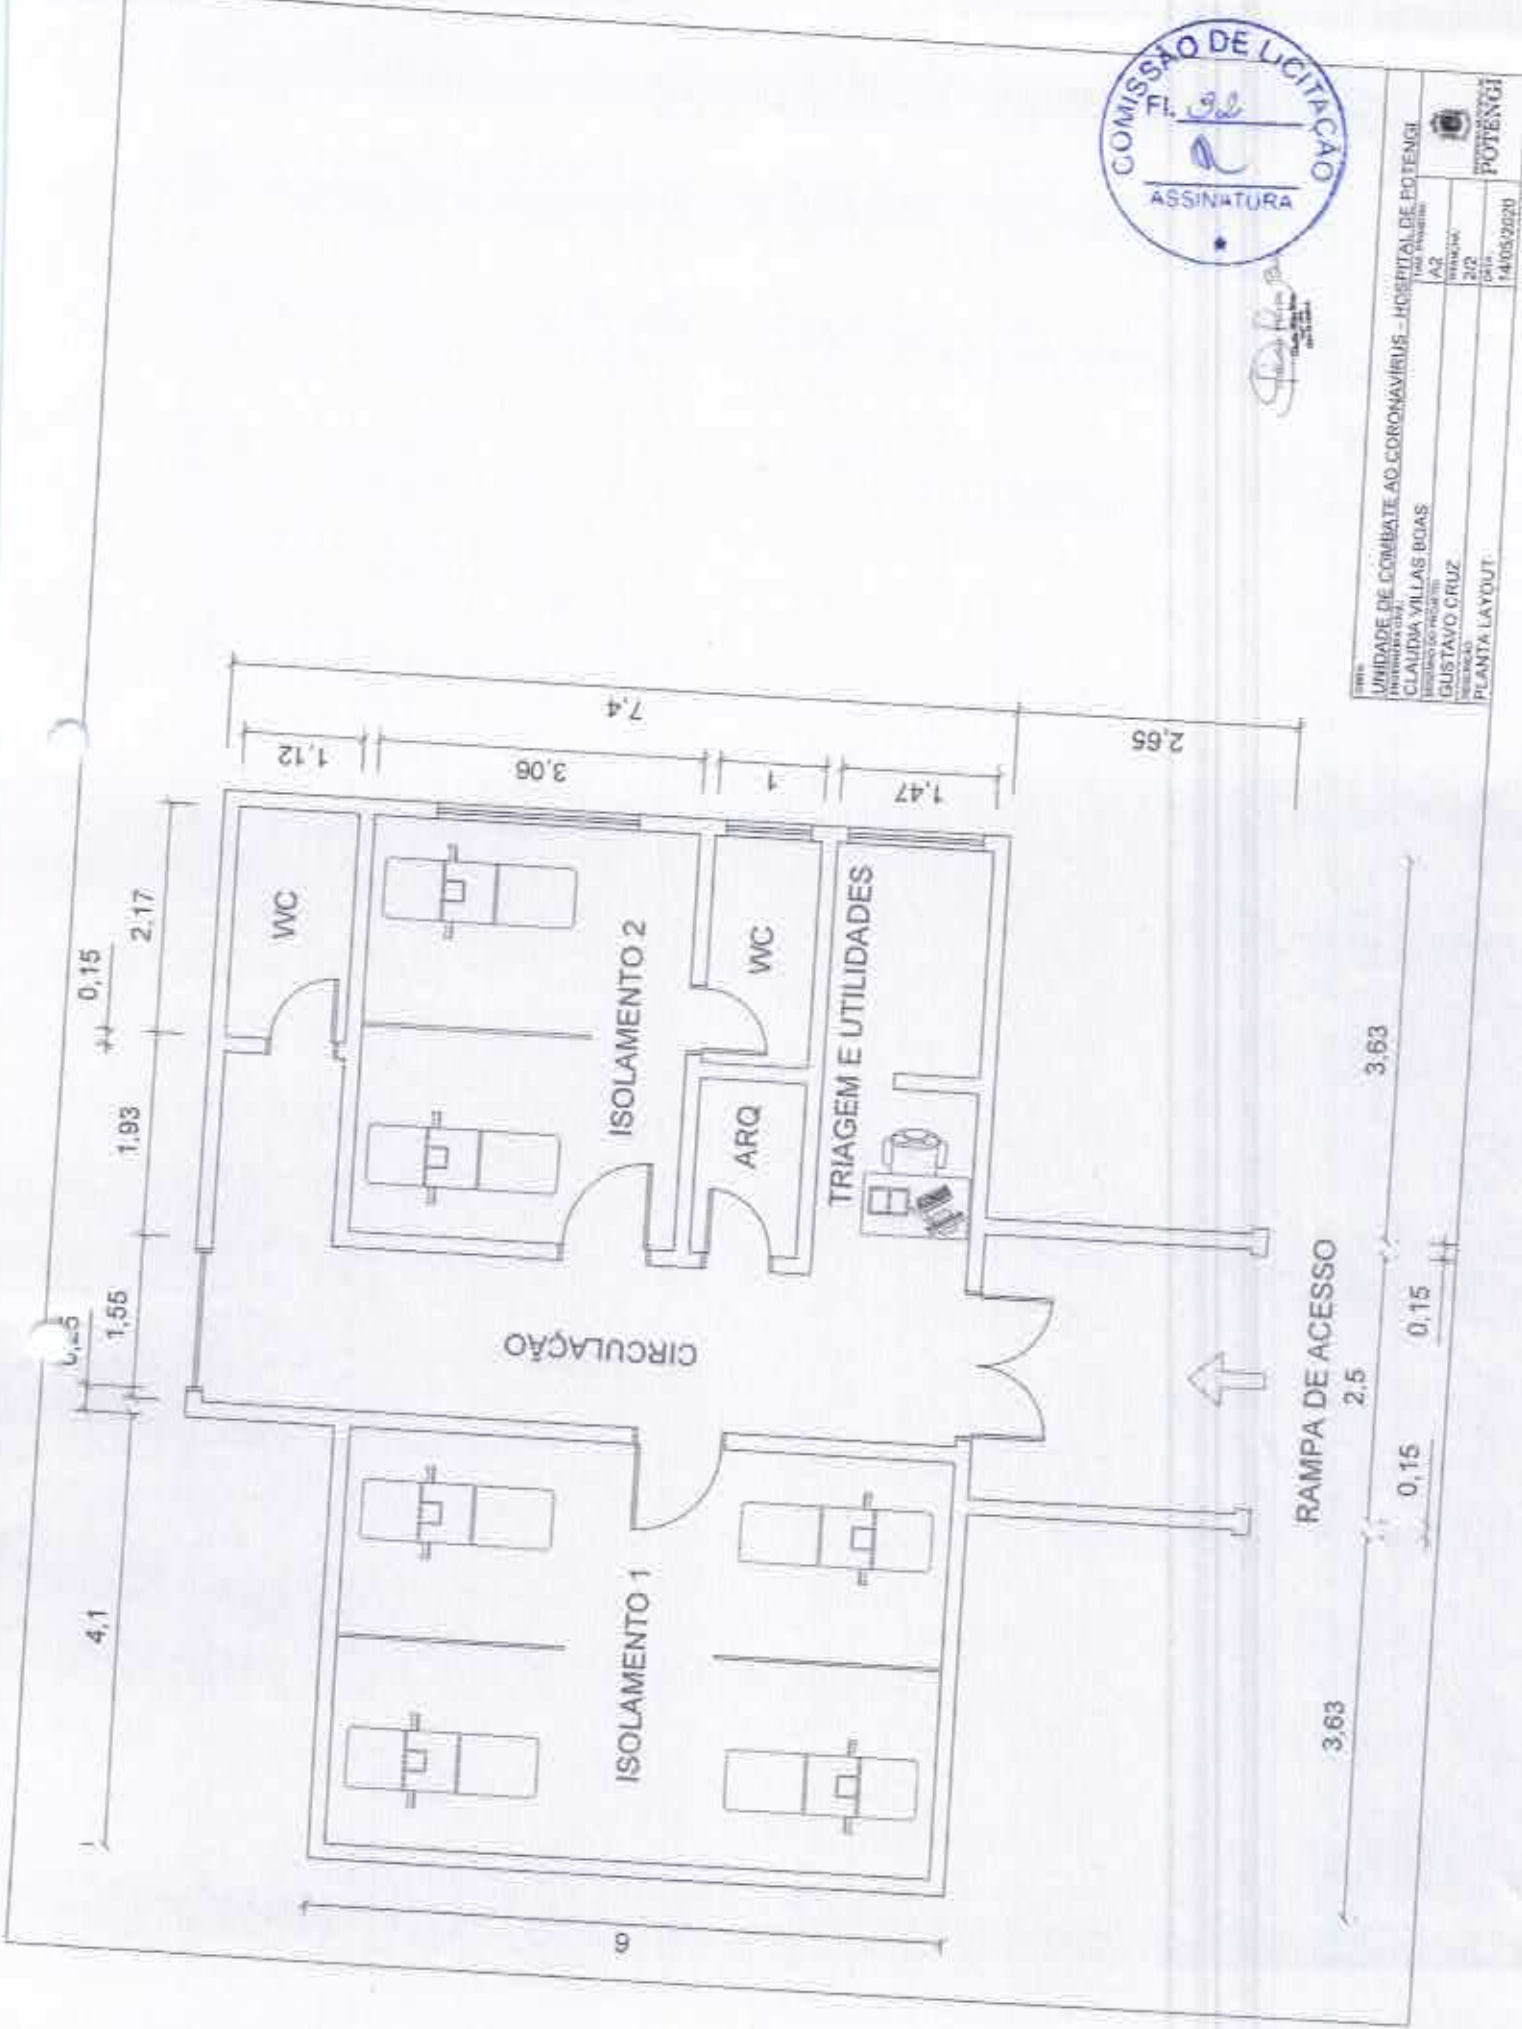 COMISSÃO DE LICITAÇÃO
Fl. 32
ASSINATURA
0,15
2,17
1,93
1,55
4,1
WC
1,12
ISOLAMENTO 2
3,06
7,4
WC
1
ARQ
TRIAGEM E UTILIDADES
1,47
2,65
CIRCULAÇÃO
ISOLAMENTO 1
6
RAMPA DE ACESSO
3,63
2,5
3,63
0,15
0,15
UNIDADE DE COMBATE AO CORONAVÍRUS - HOSPITAL DE POTENGI
CLAUDIA VILLAS BOAS
A2
GUSTAVO CRUZ
2/2
PLANTA LAYOUT
DATA:
14/05/2020
POTENGI